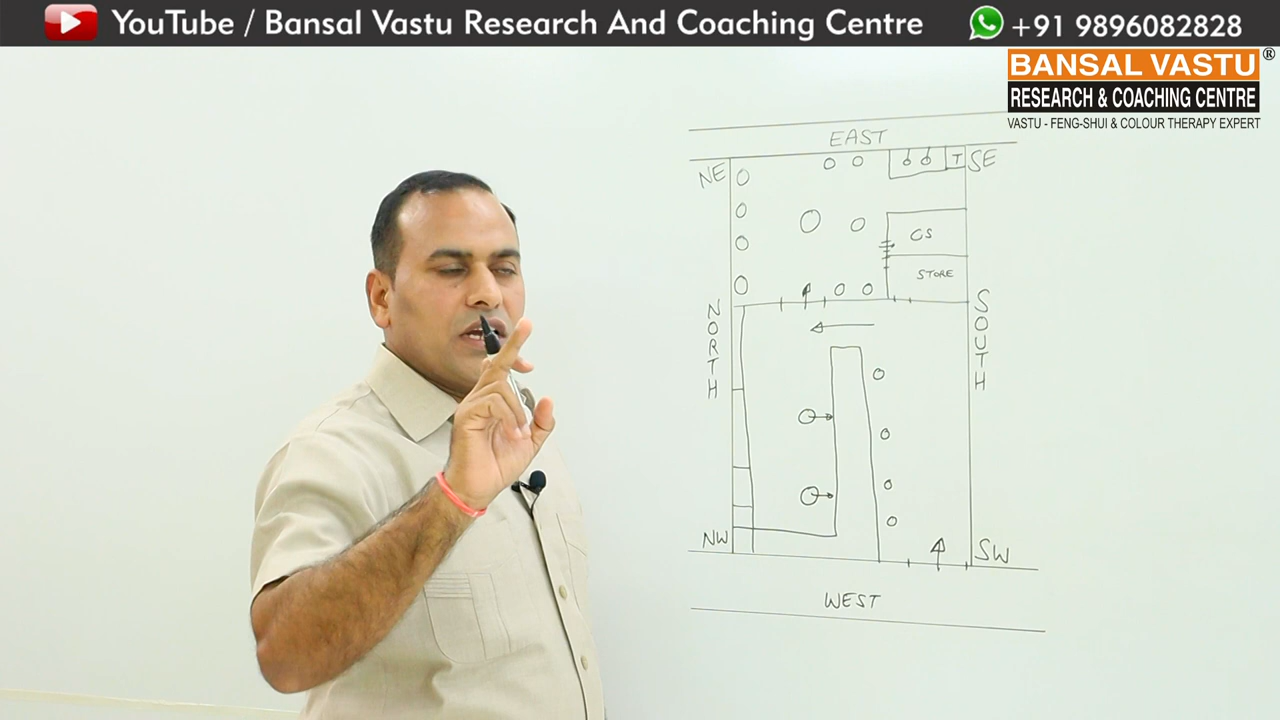 YouTube / Bansal Vastu Research And Coaching Centre
+91 9896082828
BANSAL VASTU®
RESEARCH & COACHING CENTRE
VASTU - FENG-SHUI & COLOUR THERAPY EXPERT
EAST
NE
T
SE
STORE
NORTH
SOUTH
NW
SW
WEST